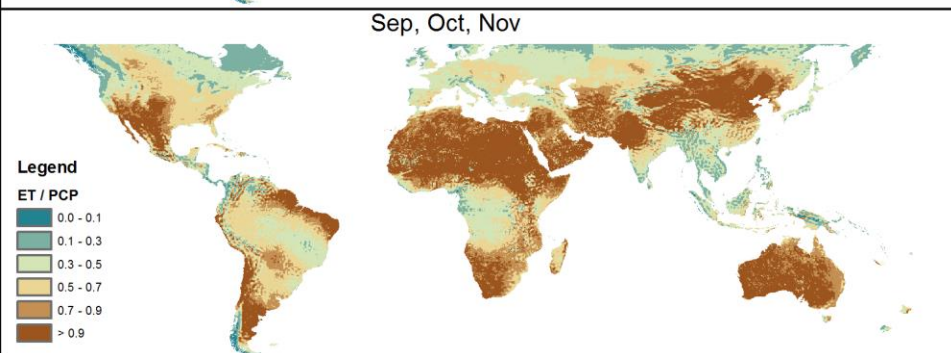 Sep, Oct, Nov
Legend
ET / PCP
0.0 - 0.1
0.1 - 0.3
0.3 - 0.5
0.5 - 0.7
0.7 - 0.9
> 0.9